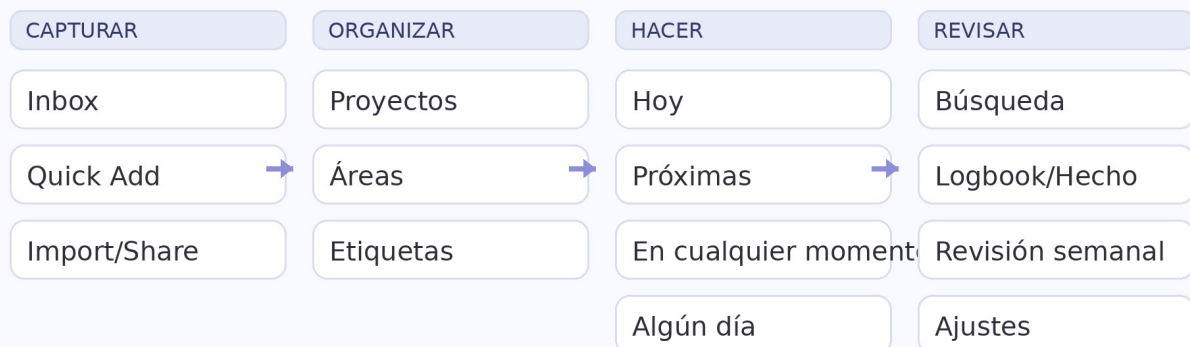 CAPTURAR
Inbox
Quick Add
Import/Share
ORGANIZAR
Proyectos
Áreas
Etiquetas
HACER
Hoy
Próximas
En cualquier momento
Algún día
REVISAR
Búsqueda
Logbook/Hecho
Revisión semanal
Ajustes